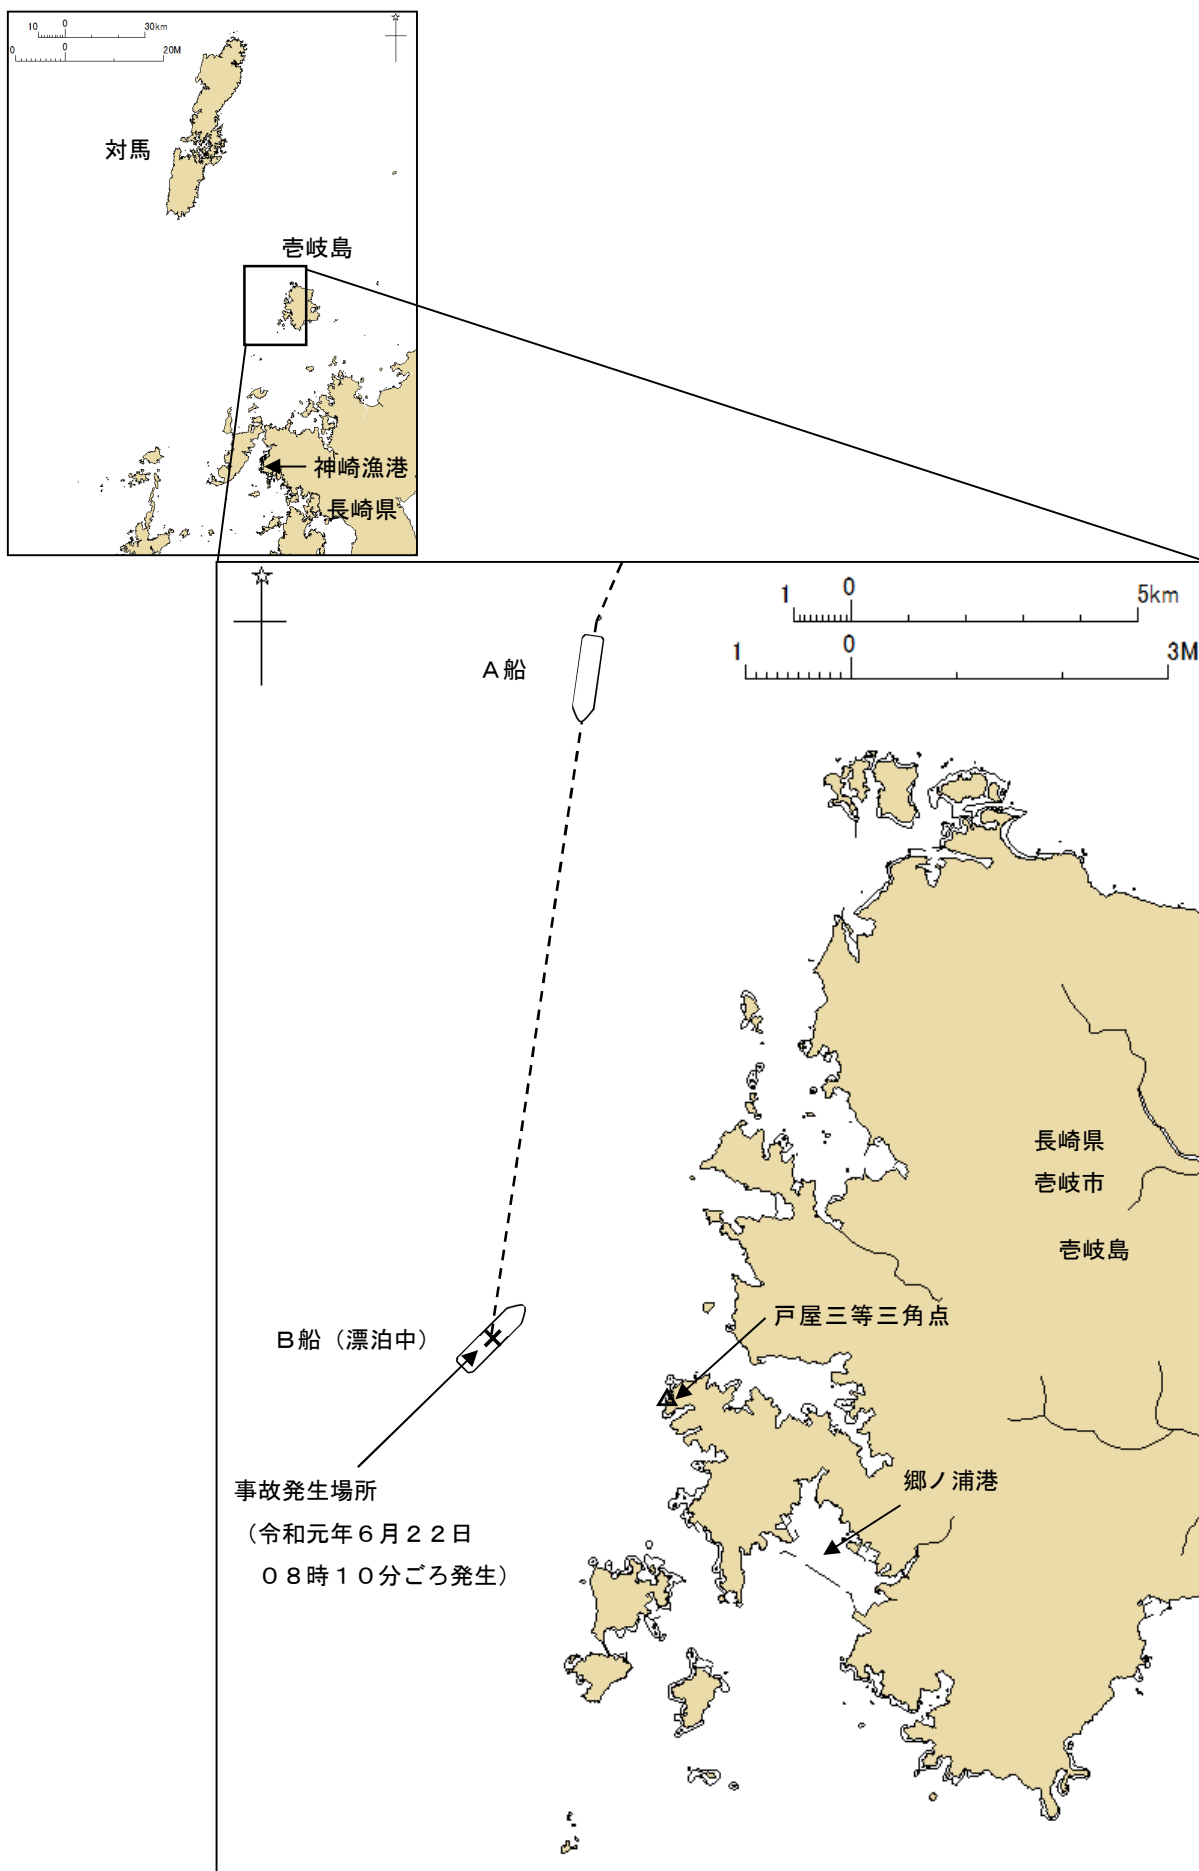 10 0 30km
0 0 20M
対馬
壱岐島
神崎漁港
長崎県
1 0 5km
1 0 3M
A船
長崎県
壱岐市
壱岐島
戸屋三等三角点
B船(漂泊中)
郷ノ浦港
事故発生場所
(令和元年6月22日
08時10分ごろ発生)